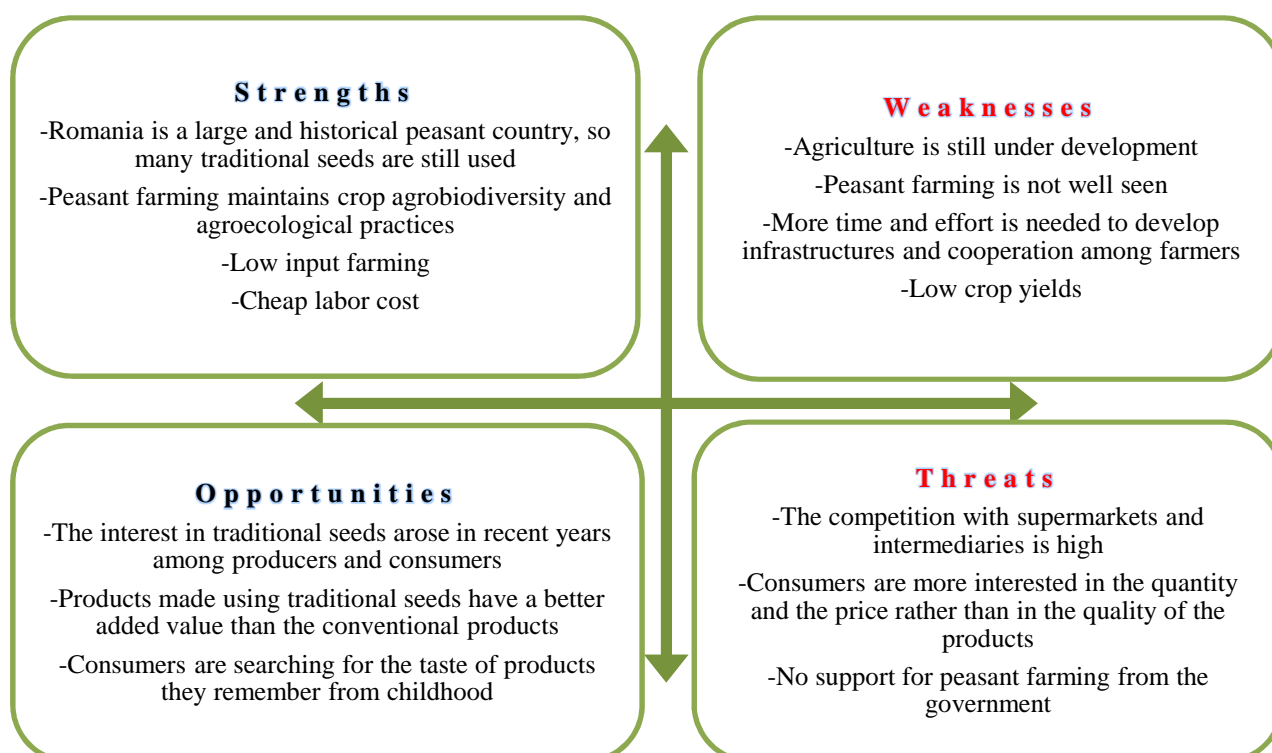 Strengths
-Romania is a large and historical peasant country, so
many traditional seeds are still used
-Peasant farming maintains crop agrobiodiversity and
agroecological practices
-Low input farming
-Cheap labor cost
Weaknesses
-Agriculture is still under development
-Peasant farming is not well seen
-More time and effort is needed to develop
infrastructures and cooperation among farmers
-Low crop yields
Opportunities
-The interest in traditional seeds arose in recent years
among producers and consumers
-Products made using traditional seeds have a better
added value than the conventional products
-Consumers are searching for the taste of products
they remember from childhood
Threats
-The competition with supermarkets and
intermediaries is high
-Consumers are more interested in the quantity
and the price rather than in the quality of the
products
-No support for peasant farming from the
government